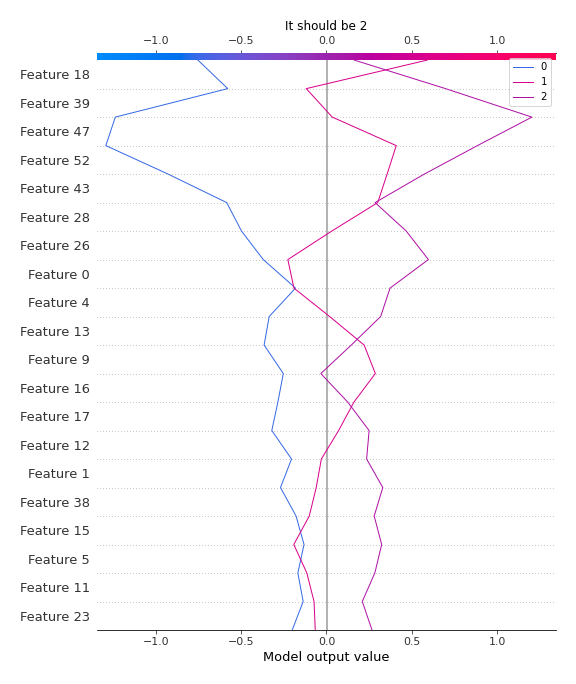 It should be 2
−1.0 −0.5 0.0 0.5 1.0
0
1
2
Feature 18
Feature 39
Feature 47
Feature 52
Feature 43
Feature 28
Feature 26
Feature 0
Feature 4
Feature 13
Feature 9
Feature 16
Feature 17
Feature 12
Feature 1
Feature 38
Feature 15
Feature 5
Feature 11
Feature 23
−1.0 −0.5 0.0 0.5 1.0
Model output value